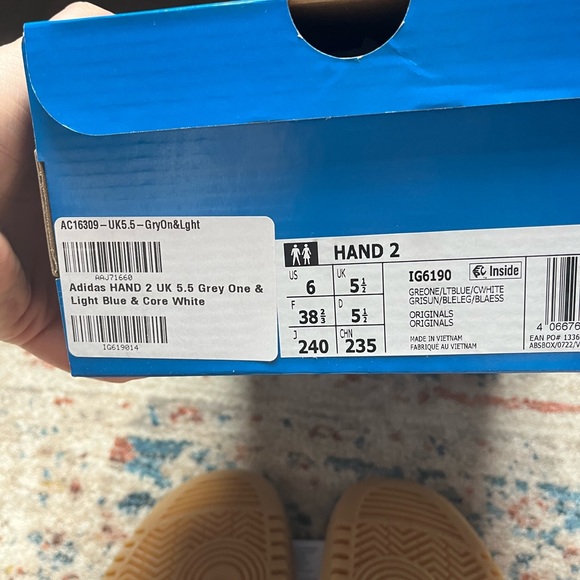 AC16309-UK5.5-GryOn&Lght
AAJ71660
Adidas HAND 2 UK 5.5 Grey One &
Light Blue & Core White
IG619014
HAND 2
US 6
UK 5½
F 38⅔
D 5½
J 240
CHN 235
IG6190
Inside
GREONE/LTBLUE/CWHITE
GRISUN/BLELEG/BLAESS
ORIGINALS
ORIGINALS
MADE IN VIETNAM
FABRIQUE AU VIETNAM
4 06676
EAN PO# 1336
ABSBOX/0722/V